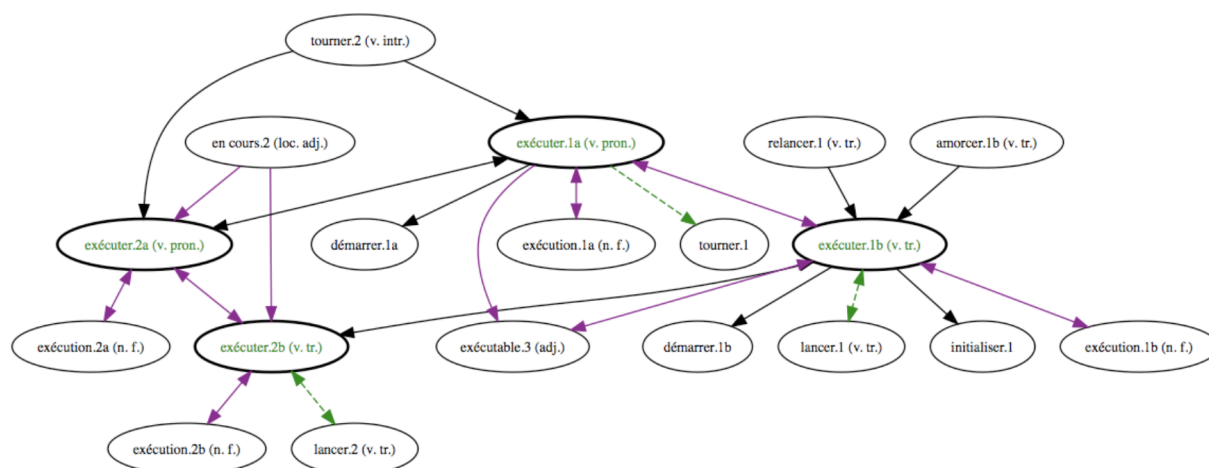 tourner.2 (v. intr.)
en cours.2 (loc. adj.)
exécuter.1a (v. pron.)
relancer.1 (v. tr.)
amorcer.1b (v. tr.)
exécuter.2a (v. pron.)
démarrer.1a
exécution.1a (n. f.)
tourner.1
exécuter.1b (v. tr.)
exécution.2a (n. f.)
exécuter.2b (v. tr.)
exécutable.3 (adj.)
démarrer.1b
lancer.1 (v. tr.)
initialiser.1
exécution.1b (n. f.)
exécution.2b (n. f.)
lancer.2 (v. tr.)